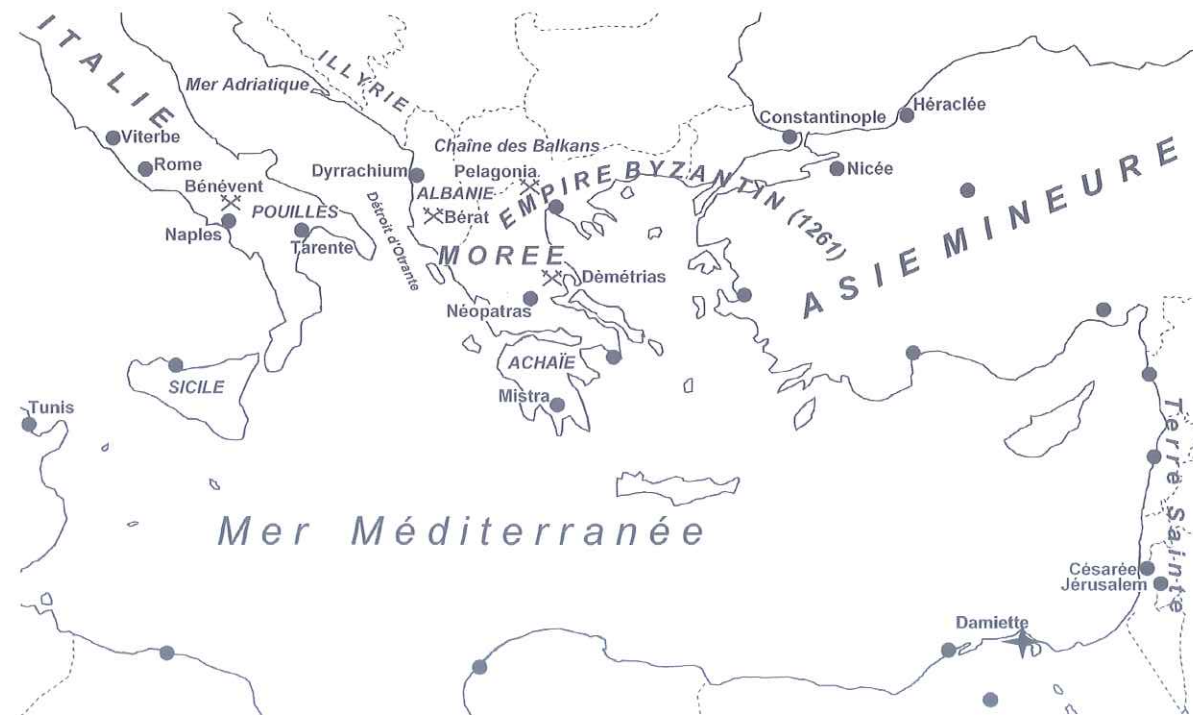 ITALIE
Mer Adriatique
ILLYRIE
Viterbe
Rome
Bénévent
Naples
POUILLES
Tarente
Dyrrachium
Chaîne des Balkans
Pelagonia
ALBANIE
Bérat
Détroit d'Otrante
EMPIRE BYZANTIN (1261)
Constantinople
Héraclée
Nicée
ASIE MINEURE
MOREE
Dèmétrias
Néopatras
ACHAÏE
Mistra
SICILE
Tunis
Mer Méditerranée
Terre Sainte
Césarée
Jérusalem
Damiette